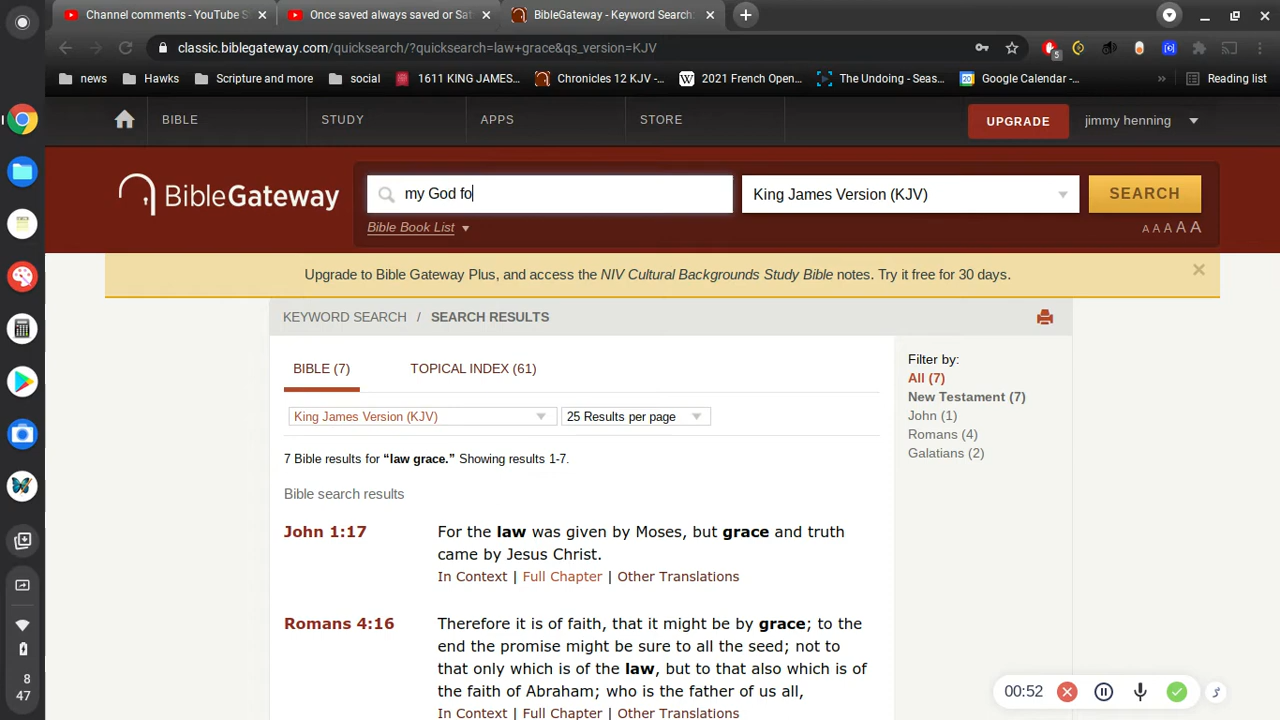 Channel comments - YouTube S
Once saved always saved or Sat
BibleGateway - Keyword Search:
classic.biblegateway.com/quicksearch/?quicksearch=law+grace&qs_version=KJV
5
news
Hawks
Scripture and more
social
1611 KING JAMES...
Chronicles 12 KJV -...
W 2021 French Open,...
The Undoing - Seas...
20 Google Calendar -...
»
Reading list
BIBLE
STUDY
APPS
STORE
UPGRADE
jimmy henning
BibleGateway
my God fo
King James Version (KJV)
SEARCH
Bible Book List
A A A A A
Upgrade to Bible Gateway Plus, and access the NIV Cultural Backgrounds Study Bible notes. Try it free for 30 days.
KEYWORD SEARCH / SEARCH RESULTS
BIBLE (7)
TOPICAL INDEX (61)
King James Version (KJV)
25 Results per page
7 Bible results for “law grace.” Showing results 1-7.
Bible search results
John 1:17
For the law was given by Moses, but grace and truth
came by Jesus Christ.
In Context | Full Chapter | Other Translations
Romans 4:16
Therefore it is of faith, that it might be by grace; to the
end the promise might be sure to all the seed; not to
that only which is of the law, but to that also which is of
the faith of Abraham; who is the father of us all,
In Context | Full Chapter | Other Translations
Filter by:
All (7)
New Testament (7)
John (1)
Romans (4)
Galatians (2)
8
47
00:52